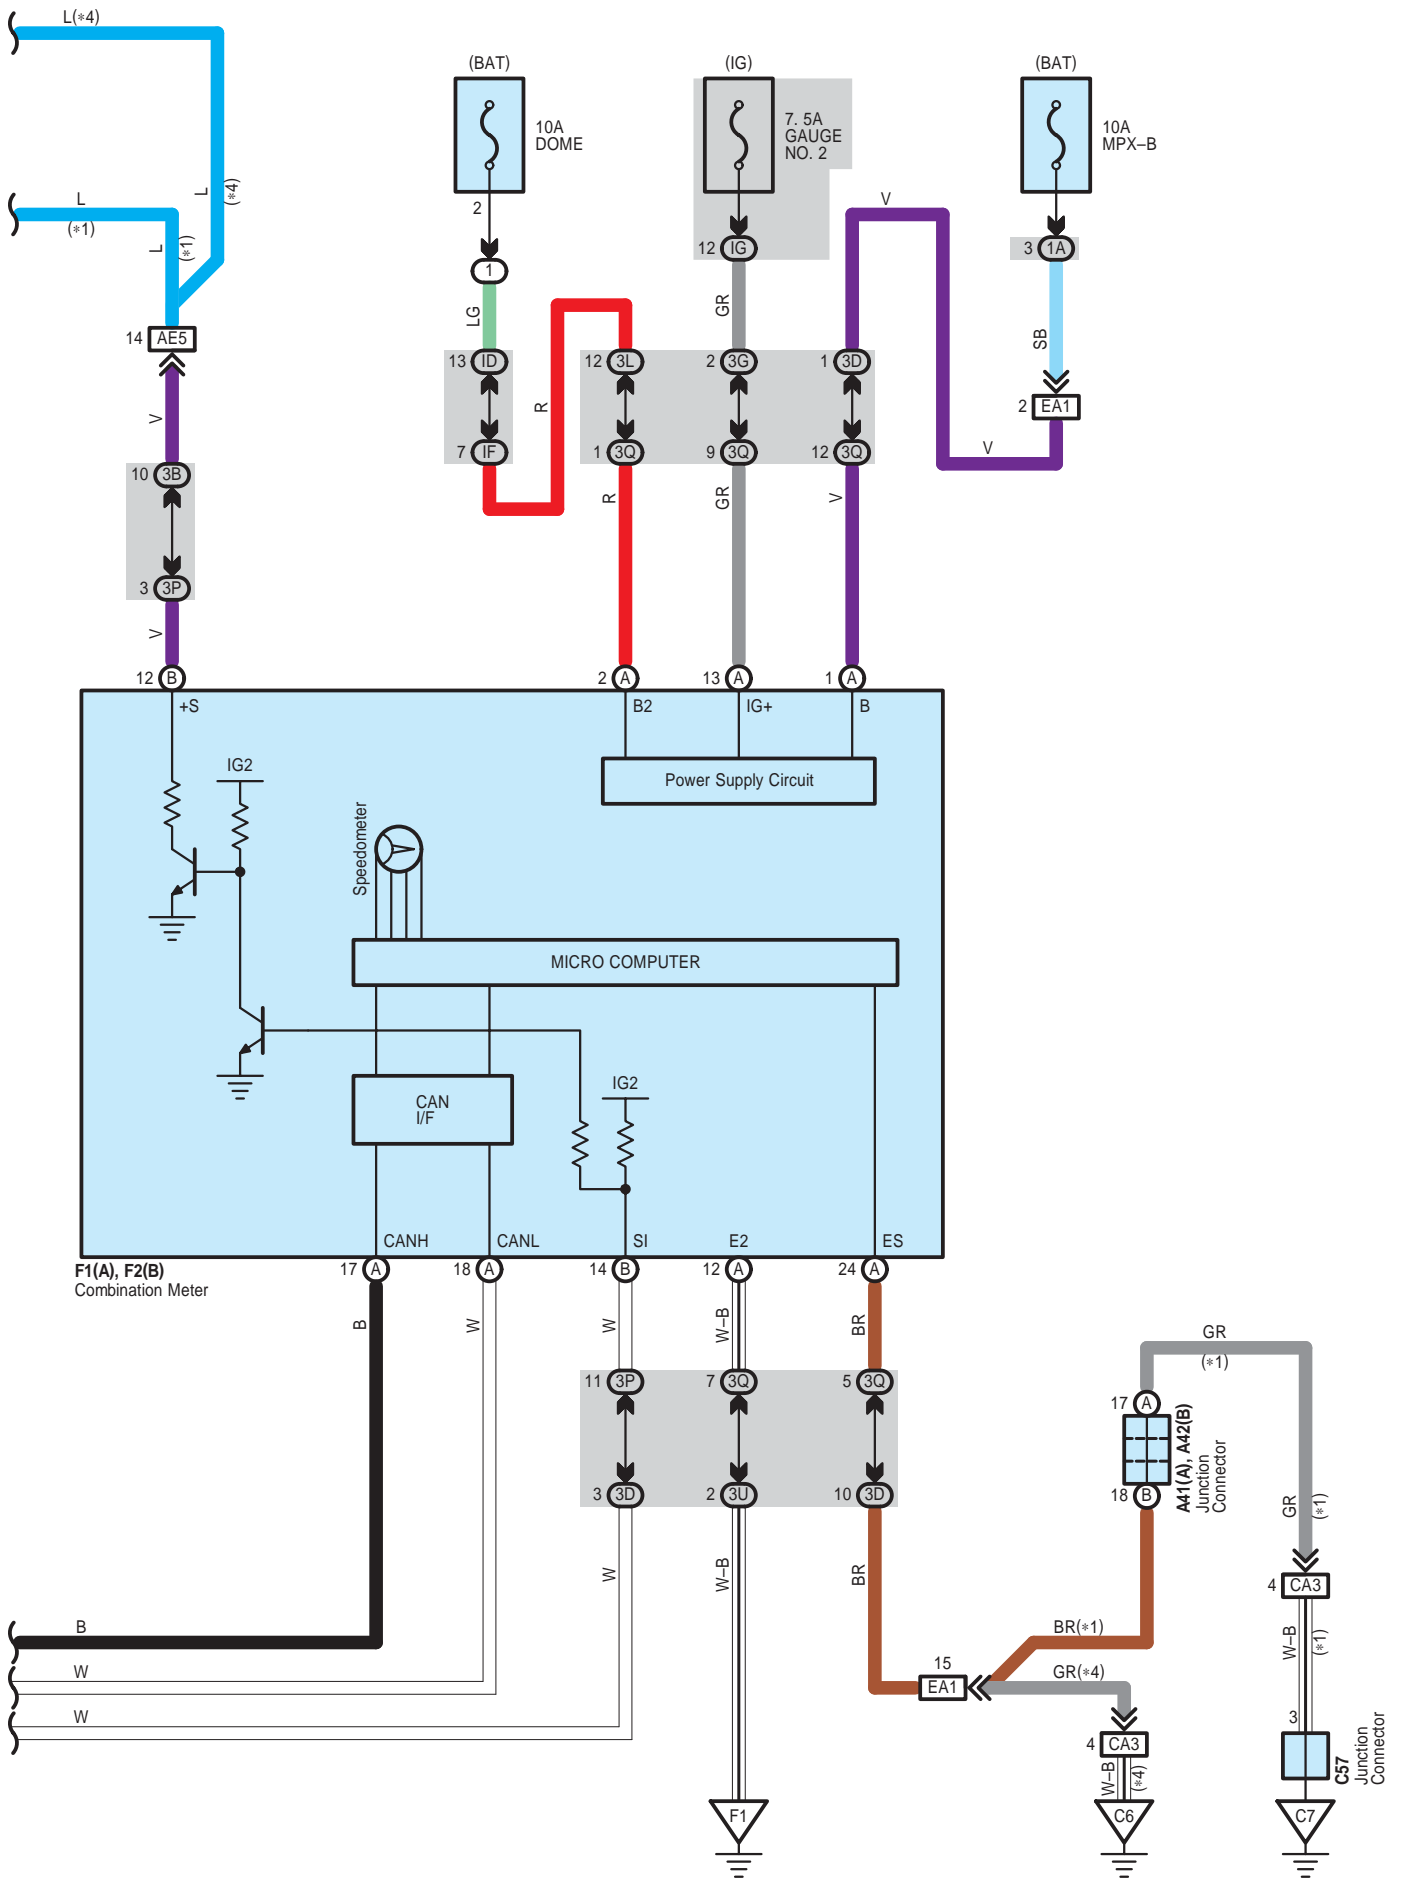 L(∗4)
(BAT)
(IG)
(BAT)
10A
DOME
7. 5A
GAUGE
NO. 2
10A
MPX–B
L
(∗1)
L
(∗4)
L
(∗1)
2
1
12 IG
V
3 1A
LG
GR
SB
14 AE5
13 ID
12 3L
2 3G
1 3D
2 EA1
V
R
7 IF
1 3Q
9 3Q
12 3Q
V
10 3B
R
GR
V
3 3P
V
12 B
2 A
13 A
1 A
+S
B2
IG+
B
IG2
Power Supply Circuit
Speedometer
MICRO COMPUTER
CAN
I/F
IG2
CANH
CANL
SI
E2
ES
F1(A), F2(B)
Combination Meter
17 A
18 A
14 B
12 A
24 A
B
W
W
W–B
BR
GR
(∗1)
11 3P
7 3Q
5 3Q
17 A
A41(A), A42(B)
Junction
Connector
3 3D
2 3U
10 3D
18 B
GR
(∗1)
W
W–B
BR
4 CA3
B
W
W
BR(∗1)
15
EA1
GR(∗4)
W–B
(∗1)
4 CA3
3
C57
Junction
Connector
W–B
(∗4)
F1
C6
C7